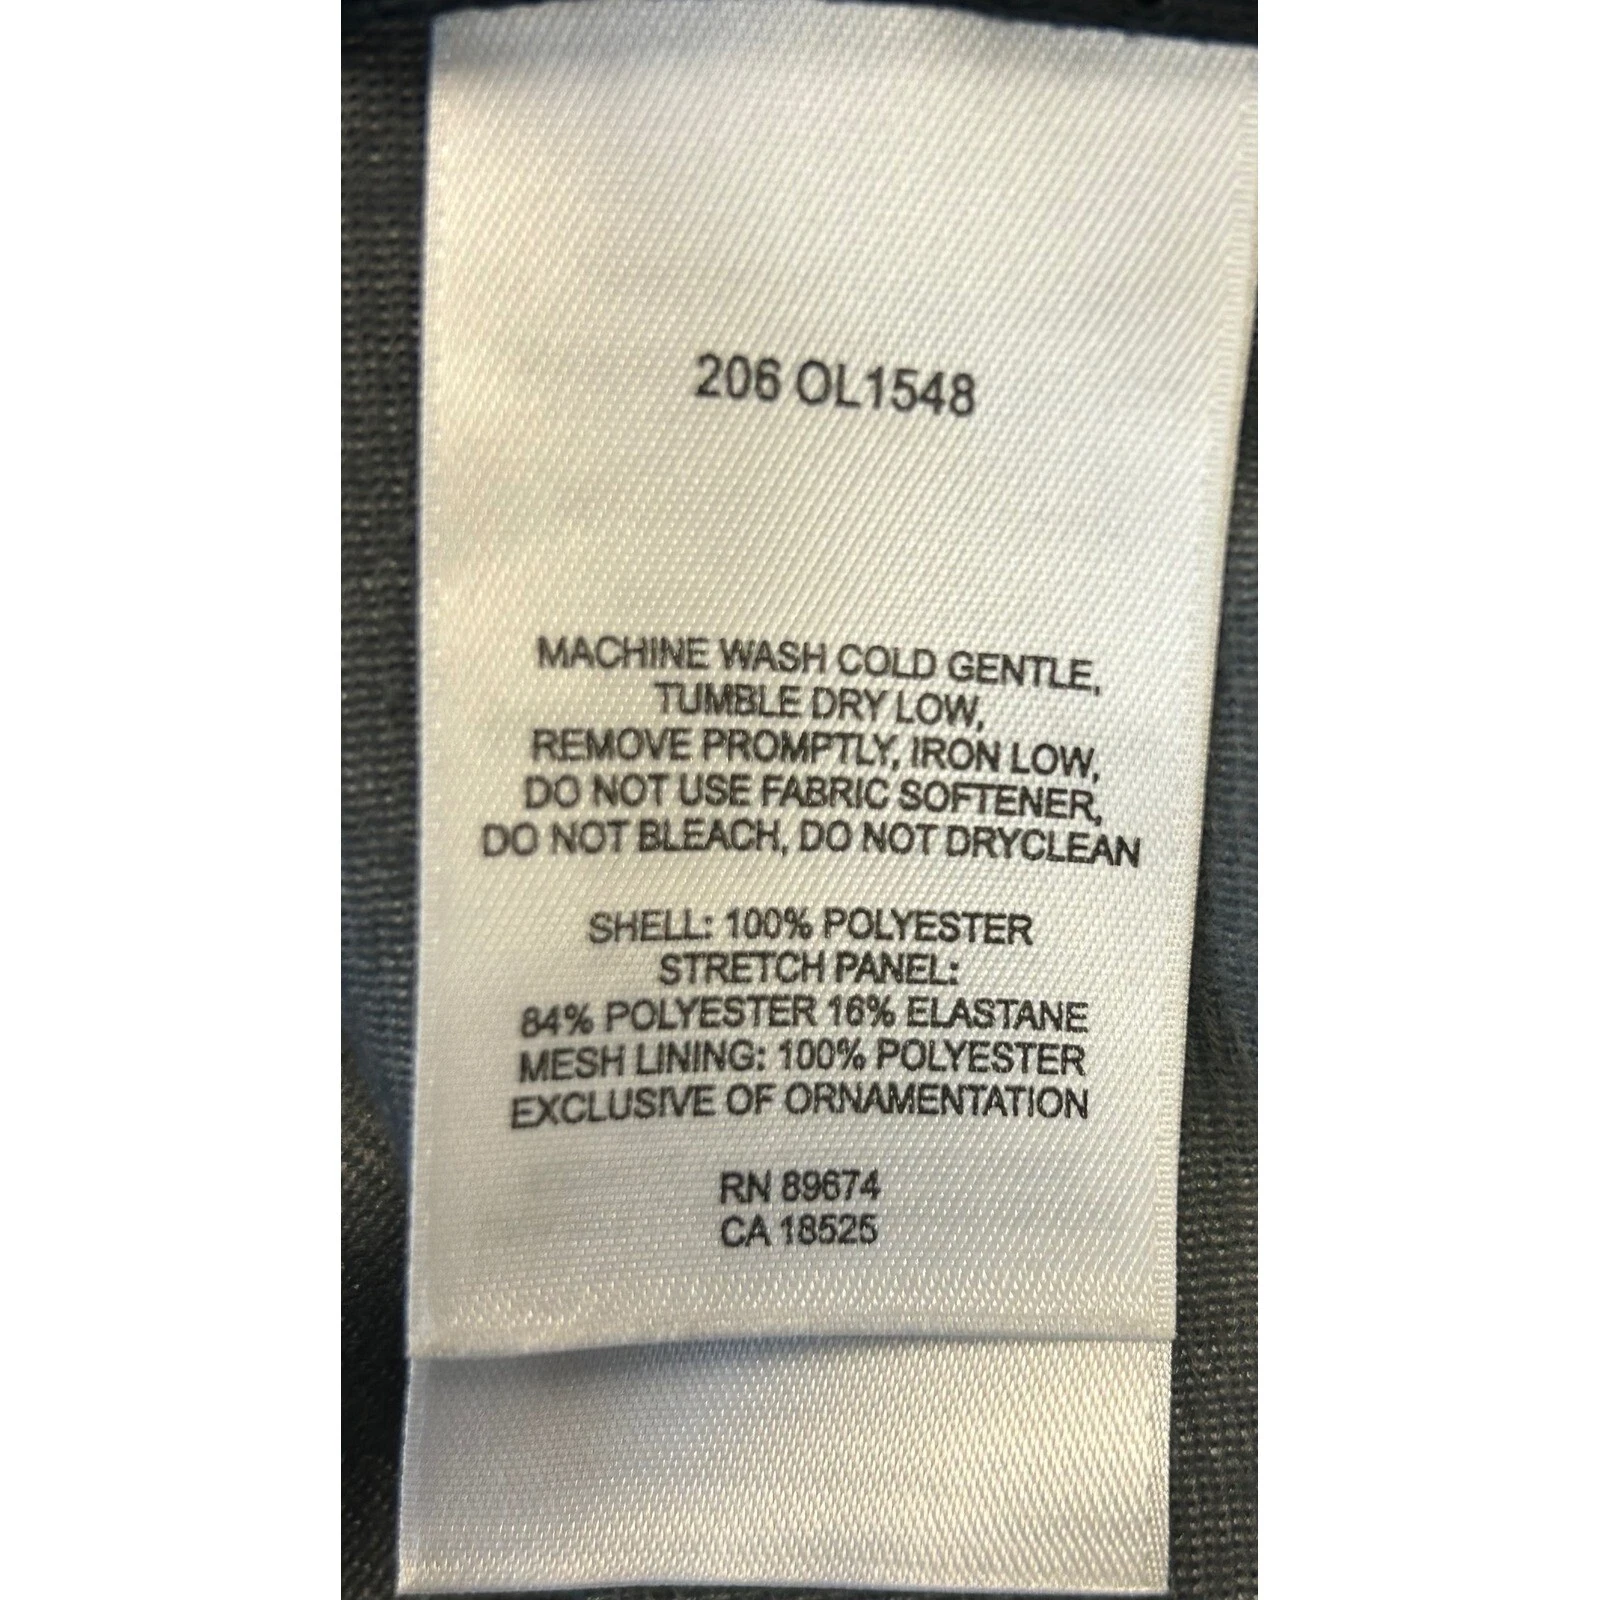 206 OL1548
MACHINE WASH COLD GENTLE,
TUMBLE DRY LOW,
REMOVE PROMPTLY, IRON LOW,
DO NOT USE FABRIC SOFTENER,
DO NOT BLEACH, DO NOT DRYCLEAN
SHELL: 100% POLYESTER
STRETCH PANEL:
84% POLYESTER 16% ELASTANE
MESH LINING: 100% POLYESTER
EXCLUSIVE OF ORNAMENTATION
RN 89674
CA 18525